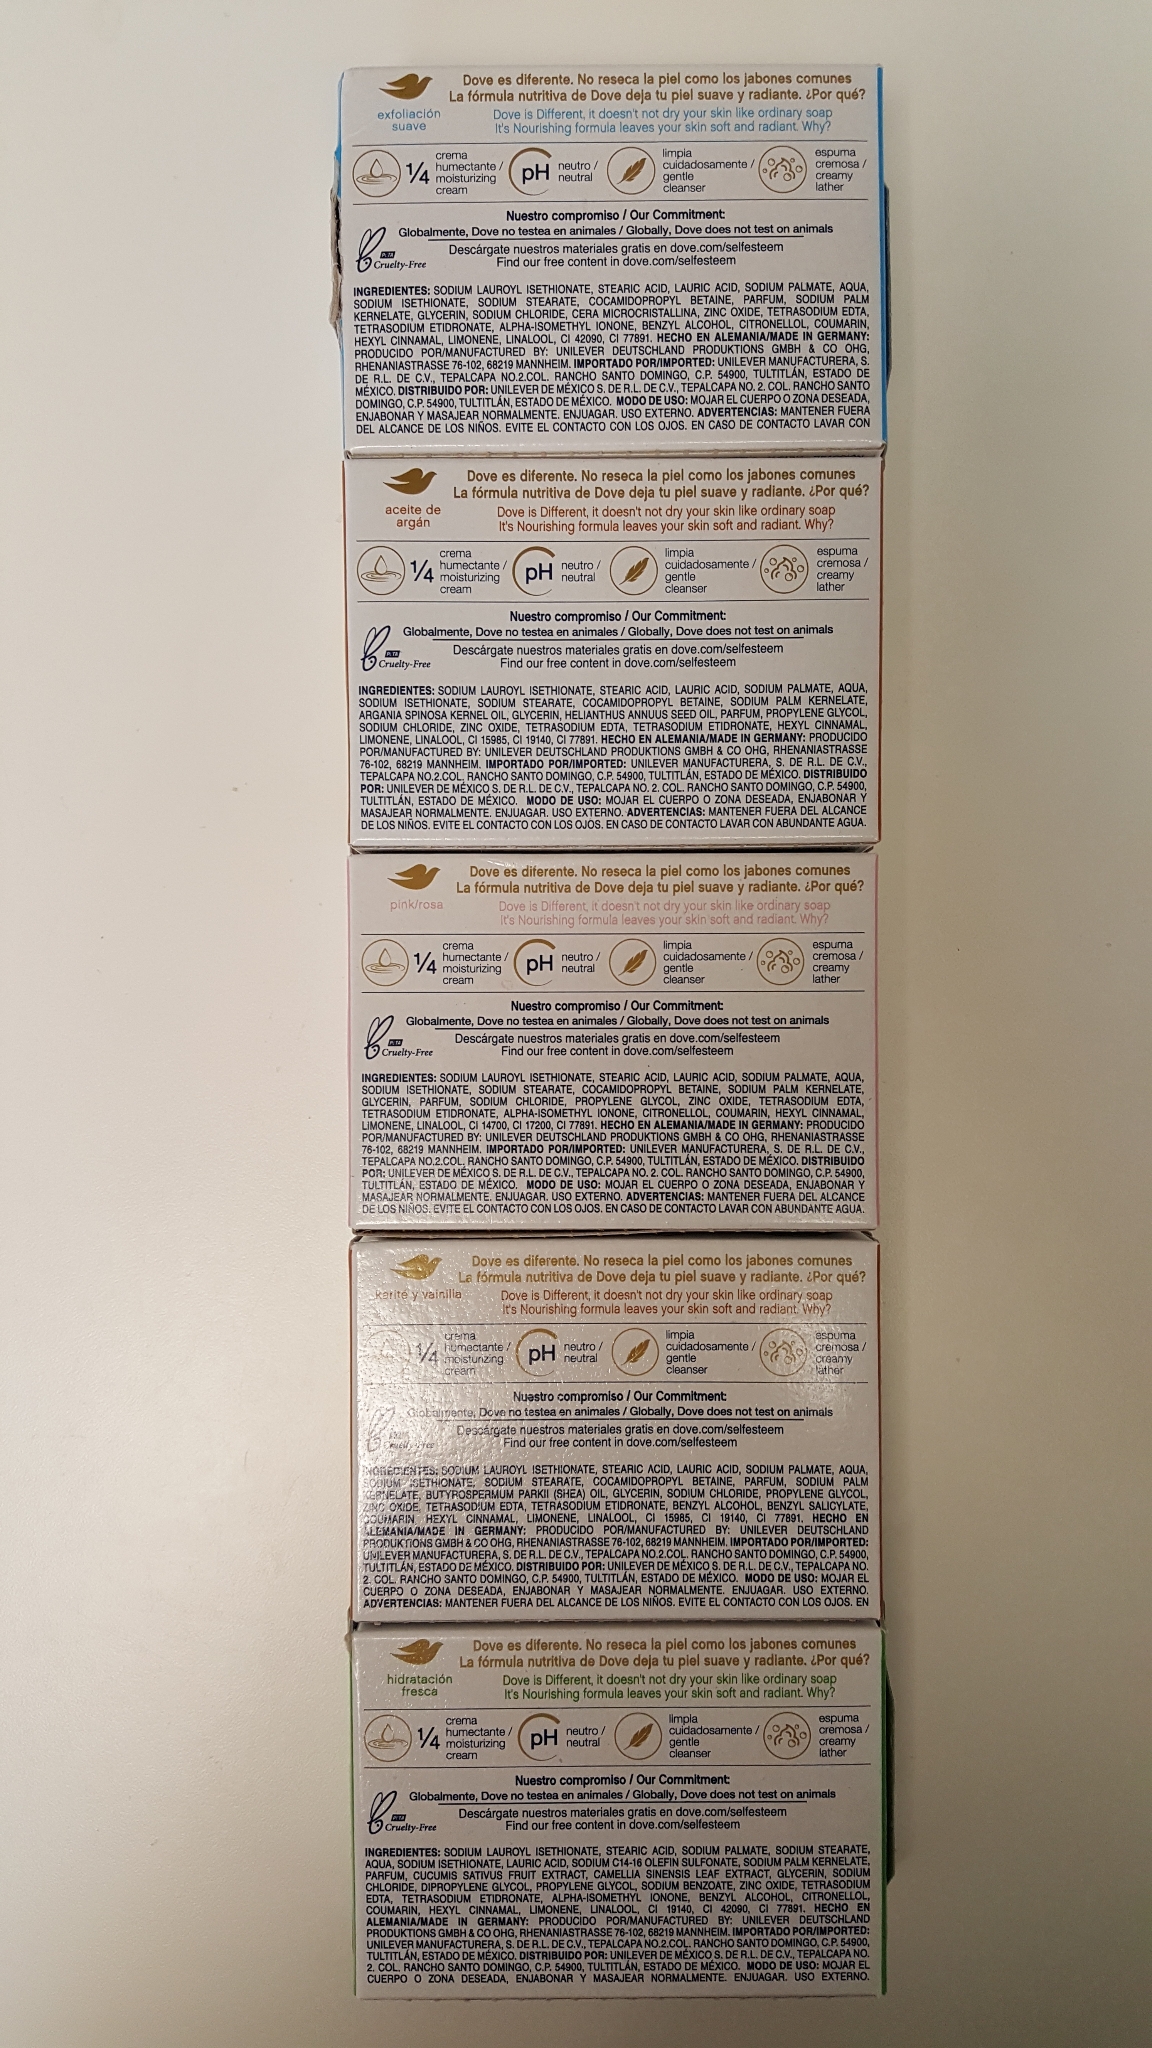 Dove es diferente. No reseca la piel como los jabones comunes
La fórmula nutritiva de Dove deja tu piel suave y radiante. ¿Por qué?
exfoliación
suave
Dove is Different, it doesn't not dry your skin like ordinary soap
It's Nourishing formula leaves your skin soft and radiant. Why?
1/4 crema humectante / moisturizing cream
pH neutro / neutral
limpia cuidadosamente / gentle cleanser
espuma cremosa / creamy lather
Nuestro compromiso / Our Commitment:
Globalmente, Dove no testea en animales / Globally, Dove does not test on animals
PETA
Cruelty-Free
Descárgate nuestros materiales gratis en dove.com/selfesteem
Find our free content in dove.com/selfesteem
INGREDIENTES: SODIUM LAUROYL ISETHIONATE, STEARIC ACID, LAURIC ACID, SODIUM PALMATE, AQUA,
SODIUM ISETHIONATE, SODIUM STEARATE, COCAMIDOPROPYL BETAINE, PARFUM, SODIUM PALM
KERNELATE, GLYCERIN, SODIUM CHLORIDE, CERA MICROCRISTALLINA, ZINC OXIDE, TETRASODIUM EDTA,
TETRASODIUM ETIDRONATE, ALPHA-ISOMETHYL IONONE, BENZYL ALCOHOL, CITRONELLOL, COUMARIN,
HEXYL CINNAMAL, LIMONENE, LINALOOL, CI 42090, CI 77891. HECHO EN ALEMANIA/MADE IN GERMANY:
PRODUCIDO POR/MANUFACTURED BY: UNILEVER DEUTSCHLAND PRODUKTIONS GMBH & CO OHG,
RHENANIASTRASSE 76-102, 68219 MANNHEIM. IMPORTADO POR/IMPORTED: UNILEVER MANUFACTURERA, S.
DE R.L. DE C.V., TEPALCAPA NO.2.COL. RANCHO SANTO DOMINGO, C.P. 54900, TULTITLÁN, ESTADO DE
MÉXICO. DISTRIBUIDO POR: UNILEVER DE MÉXICO S. DE R.L. DE C.V., TEPALCAPA NO. 2. COL. RANCHO SANTO
DOMINGO, C.P. 54900, TULTITLÁN, ESTADO DE MÉXICO. MODO DE USO: MOJAR EL CUERPO O ZONA DESEADA,
ENJABONAR Y MASAJEAR NORMALMENTE. ENJUAGAR. USO EXTERNO. ADVERTENCIAS: MANTENER FUERA
DEL ALCANCE DE LOS NIÑOS. EVITE EL CONTACTO CON LOS OJOS. EN CASO DE CONTACTO LAVAR CON
Dove es diferente. No reseca la piel como los jabones comunes
La fórmula nutritiva de Dove deja tu piel suave y radiante. ¿Por qué?
aceite de
argán
Dove is Different, it doesn't not dry your skin like ordinary soap
It's Nourishing formula leaves your skin soft and radiant. Why?
1/4 crema humectante / moisturizing cream
pH neutro / neutral
limpia cuidadosamente / gentle cleanser
espuma cremosa / creamy lather
Nuestro compromiso / Our Commitment:
Globalmente, Dove no testea en animales / Globally, Dove does not test on animals
PETA
Cruelty-Free
Descárgate nuestros materiales gratis en dove.com/selfesteem
Find our free content in dove.com/selfesteem
INGREDIENTES: SODIUM LAUROYL ISETHIONATE, STEARIC ACID, LAURIC ACID, SODIUM PALMATE, AQUA,
SODIUM ISETHIONATE, SODIUM STEARATE, COCAMIDOPROPYL BETAINE, SODIUM PALM KERNELATE,
ARGANIA SPINOSA KERNEL OIL, GLYCERIN, HELIANTHUS ANNUUS SEED OIL, PARFUM, PROPYLENE GLYCOL,
SODIUM CHLORIDE, ZINC OXIDE, TETRASODIUM EDTA, TETRASODIUM ETIDRONATE, HEXYL CINNAMAL,
LIMONENE, LINALOOL, CI 15985, CI 19140, CI 77891. HECHO EN ALEMANIA/MADE IN GERMANY: PRODUCIDO
POR/MANUFACTURED BY: UNILEVER DEUTSCHLAND PRODUKTIONS GMBH & CO OHG, RHENANIASTRASSE
76-102, 68219 MANNHEIM. IMPORTADO POR/IMPORTED: UNILEVER MANUFACTURERA, S. DE R.L. DE C.V.,
TEPALCAPA NO.2.COL. RANCHO SANTO DOMINGO, C.P. 54900, TULTITLÁN, ESTADO DE MÉXICO. DISTRIBUIDO
POR: UNILEVER DE MÉXICO S. DE R.L. DE C.V., TEPALCAPA NO. 2. COL. RANCHO SANTO DOMINGO, C.P. 54900,
TULTITLÁN, ESTADO DE MÉXICO. MODO DE USO: MOJAR EL CUERPO O ZONA DESEADA, ENJABONAR Y
MASAJEAR NORMALMENTE. ENJUAGAR. USO EXTERNO. ADVERTENCIAS: MANTENER FUERA DEL ALCANCE
DE LOS NIÑOS. EVITE EL CONTACTO CON LOS OJOS. EN CASO DE CONTACTO LAVAR CON ABUNDANTE AGUA.
Dove es diferente. No reseca la piel como los jabones comunes
La fórmula nutritiva de Dove deja tu piel suave y radiante. ¿Por qué?
pink/rosa
Dove is Different, it doesn't not dry your skin like ordinary soap
It's Nourishing formula leaves your skin soft and radiant. Why?
1/4 crema humectante / moisturizing cream
pH neutro / neutral
limpia cuidadosamente / gentle cleanser
espuma cremosa / creamy lather
Nuestro compromiso / Our Commitment:
Globalmente, Dove no testea en animales / Globally, Dove does not test on animals
PETA
Cruelty-Free
Descárgate nuestros materiales gratis en dove.com/selfesteem
Find our free content in dove.com/selfesteem
INGREDIENTES: SODIUM LAUROYL ISETHIONATE, STEARIC ACID, LAURIC ACID, SODIUM PALMATE, AQUA,
SODIUM ISETHIONATE, SODIUM STEARATE, COCAMIDOPROPYL BETAINE, SODIUM PALM KERNELATE,
GLYCERIN, PARFUM, SODIUM CHLORIDE, PROPYLENE GLYCOL, ZINC OXIDE, TETRASODIUM EDTA,
TETRASODIUM ETIDRONATE, ALPHA-ISOMETHYL IONONE, CITRONELLOL, COUMARIN, HEXYL CINNAMAL,
LIMONENE, LINALOOL, CI 14700, CI 17200, CI 77891. HECHO EN ALEMANIA/MADE IN GERMANY: PRODUCIDO
POR/MANUFACTURED BY: UNILEVER DEUTSCHLAND PRODUKTIONS GMBH & CO OHG, RHENANIASTRASSE
76-102, 68219 MANNHEIM. IMPORTADO POR/IMPORTED: UNILEVER MANUFACTURERA, S. DE R.L. DE C.V.,
TEPALCAPA NO.2.COL. RANCHO SANTO DOMINGO, C.P. 54900, TULTITLÁN, ESTADO DE MÉXICO. DISTRIBUIDO
POR: UNILEVER DE MÉXICO S. DE R.L. DE C.V., TEPALCAPA NO. 2. COL. RANCHO SANTO DOMINGO, C.P. 54900,
TULTITLÁN, ESTADO DE MÉXICO. MODO DE USO: MOJAR EL CUERPO O ZONA DESEADA, ENJABONAR Y
MASAJEAR NORMALMENTE. ENJUAGAR. USO EXTERNO. ADVERTENCIAS: MANTENER FUERA DEL ALCANCE
DE LOS NIÑOS. EVITE EL CONTACTO CON LOS OJOS. EN CASO DE CONTACTO LAVAR CON ABUNDANTE AGUA.
Dove es diferente. No reseca la piel como los jabones comunes
La fórmula nutritiva de Dove deja tu piel suave y radiante. ¿Por qué?
karité y vainilla
Dove is Different, it doesn't not dry your skin like ordinary soap
It's Nourishing formula leaves your skin soft and radiant. Why?
1/4 crema humectante / moisturizing cream
pH neutro / neutral
limpia cuidadosamente / gentle cleanser
espuma cremosa / creamy lather
Nuestro compromiso / Our Commitment:
Globalmente, Dove no testea en animales / Globally, Dove does not test on animals
Cruelty-Free
Descárgate nuestros materiales gratis en dove.com/selfesteem
Find our free content in dove.com/selfesteem
INGREDIENTES: SODIUM LAUROYL ISETHIONATE, STEARIC ACID, LAURIC ACID, SODIUM PALMATE, AQUA,
SODIUM ISETHIONATE, SODIUM STEARATE, COCAMIDOPROPYL BETAINE, PARFUM, SODIUM PALM
KERNELATE, BUTYROSPERMUM PARKII (SHEA) OIL, GLYCERIN, SODIUM CHLORIDE, PROPYLENE GLYCOL,
ZINC OXIDE, TETRASODIUM EDTA, TETRASODIUM ETIDRONATE, BENZYL ALCOHOL, BENZYL SALICYLATE,
COUMARIN, HEXYL CINNAMAL, LIMONENE, LINALOOL, CI 15985, CI 19140, CI 77891. HECHO EN
ALEMANIA/MADE IN GERMANY: PRODUCIDO POR/MANUFACTURED BY: UNILEVER DEUTSCHLAND
PRODUKTIONS GMBH & CO OHG, RHENANIASTRASSE 76-102, 68219 MANNHEIM. IMPORTADO POR/IMPORTED:
UNILEVER MANUFACTURERA, S. DE R.L. DE C.V., TEPALCAPA NO.2.COL. RANCHO SANTO DOMINGO, C.P. 54900,
TULTITLÁN, ESTADO DE MÉXICO. DISTRIBUIDO POR: UNILEVER DE MÉXICO S. DE R.L. DE C.V., TEPALCAPA NO.
2. COL. RANCHO SANTO DOMINGO, C.P. 54900, TULTITLÁN, ESTADO DE MÉXICO. MODO DE USO: MOJAR EL
CUERPO O ZONA DESEADA, ENJABONAR Y MASAJEAR NORMALMENTE. ENJUAGAR. USO EXTERNO.
ADVERTENCIAS: MANTENER FUERA DEL ALCANCE DE LOS NIÑOS. EVITE EL CONTACTO CON LOS OJOS. EN
Dove es diferente. No reseca la piel como los jabones comunes
La fórmula nutritiva de Dove deja tu piel suave y radiante. ¿Por qué?
hidratación
fresca
Dove is Different, it doesn't not dry your skin like ordinary soap
It's Nourishing formula leaves your skin soft and radiant. Why?
1/4 crema humectante / moisturizing cream
pH neutro / neutral
limpia cuidadosamente / gentle cleanser
espuma cremosa / creamy lather
Nuestro compromiso / Our Commitment:
Globalmente, Dove no testea en animales / Globally, Dove does not test on animals
PETA
Cruelty-Free
Descárgate nuestros materiales gratis en dove.com/selfesteem
Find our free content in dove.com/selfesteem
INGREDIENTES: SODIUM LAUROYL ISETHIONATE, STEARIC ACID, SODIUM PALMATE, SODIUM STEARATE,
AQUA, SODIUM ISETHIONATE, LAURIC ACID, SODIUM C14-16 OLEFIN SULFONATE, SODIUM PALM KERNELATE,
PARFUM, CUCUMIS SATIVUS FRUIT EXTRACT, CAMELLIA SINENSIS LEAF EXTRACT, GLYCERIN, SODIUM
CHLORIDE, DIPROPYLENE GLYCOL, PROPYLENE GLYCOL, SODIUM BENZOATE, ZINC OXIDE, TETRASODIUM
EDTA, TETRASODIUM ETIDRONATE, ALPHA-ISOMETHYL IONONE, BENZYL ALCOHOL, CITRONELLOL,
COUMARIN, HEXYL CINNAMAL, LIMONENE, LINALOOL, CI 19140, CI 42090, CI 77891. HECHO EN
ALEMANIA/MADE IN GERMANY: PRODUCIDO POR/MANUFACTURED BY: UNILEVER DEUTSCHLAND
PRODUKTIONS GMBH & CO OHG, RHENANIASTRASSE 76-102, 68219 MANNHEIM. IMPORTADO POR/IMPORTED:
UNILEVER MANUFACTURERA, S. DE R.L. DE C.V., TEPALCAPA NO.2.COL. RANCHO SANTO DOMINGO, C.P. 54900,
TULTITLÁN, ESTADO DE MÉXICO. DISTRIBUIDO POR: UNILEVER DE MÉXICO S. DE R.L. DE C.V., TEPALCAPA NO.
2. COL. RANCHO SANTO DOMINGO, C.P. 54900, TULTITLÁN, ESTADO DE MÉXICO. MODO DE USO: MOJAR EL
CUERPO O ZONA DESEADA, ENJABONAR Y MASAJEAR NORMALMENTE. ENJUAGAR. USO EXTERNO.